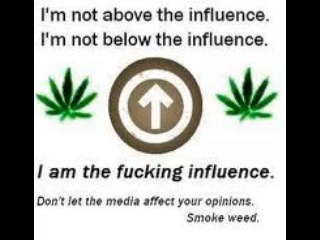 I'm not above the influence.
I'm not below the influence.
I am the fucking influence.
Don't let the media affect your opinions.
Smoke weed.